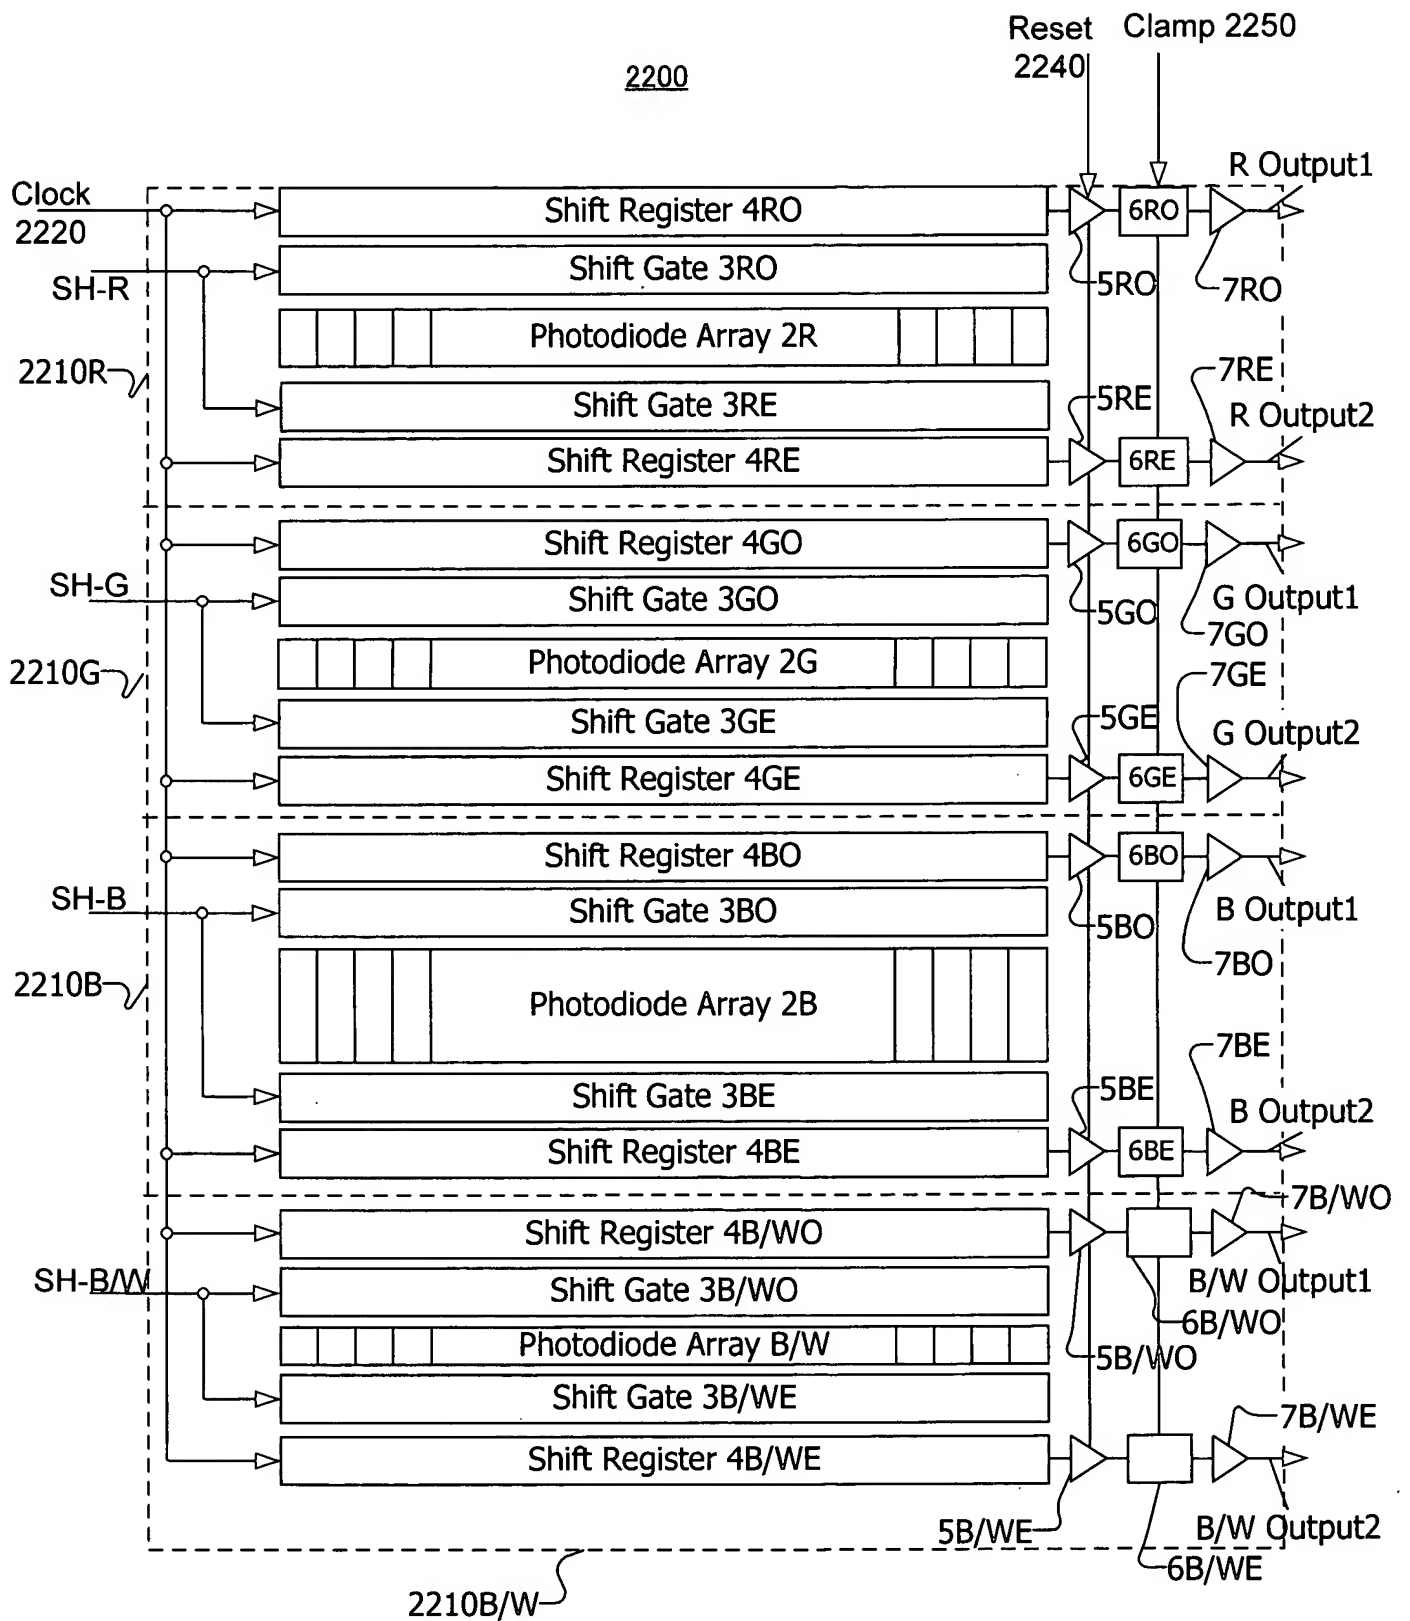 Reset
2240
Clamp 2250
2200
Clock
2220
Shift Register 4RO
6RO
R Output1
SH-R
Shift Gate 3RO
5RO
7RO
Photodiode Array 2R
2210R
Shift Gate 3RE
5RE
7RE
R Output2
Shift Register 4RE
6RE
Shift Register 4GO
6GO
SH-G
Shift Gate 3GO
5GO
G Output1
7GO
Photodiode Array 2G
2210G
7GE
Shift Gate 3GE
5GE
G Output2
Shift Register 4GE
6GE
Shift Register 4BO
6BO
SH-B
Shift Gate 3BO
5BO
B Output1
7BO
2210B
Photodiode Array 2B
7BE
Shift Gate 3BE
5BE
B Output2
Shift Register 4BE
6BE
7B/WO
Shift Register 4B/WO
SH-B/W
Shift Gate 3B/WO
B/W Output1
6B/WO
Photodiode Array B/W
5B/WO
Shift Gate 3B/WE
7B/WE
Shift Register 4B/WE
5B/WE
B/W Output2
6B/WE
2210B/W